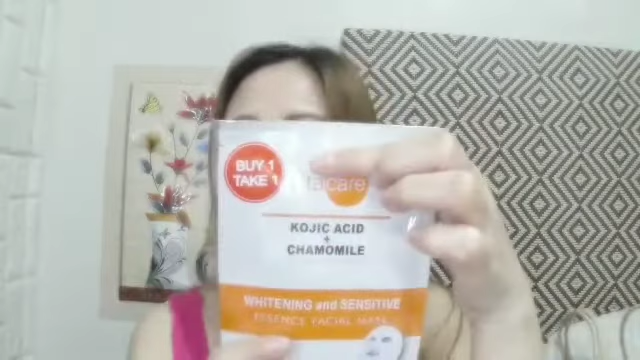 BUY 1
TAKE 1
KOJIC ACID
+
CHAMOMILE
WHITENING and SENSITIVE
ESSENCE FACIAL MASK